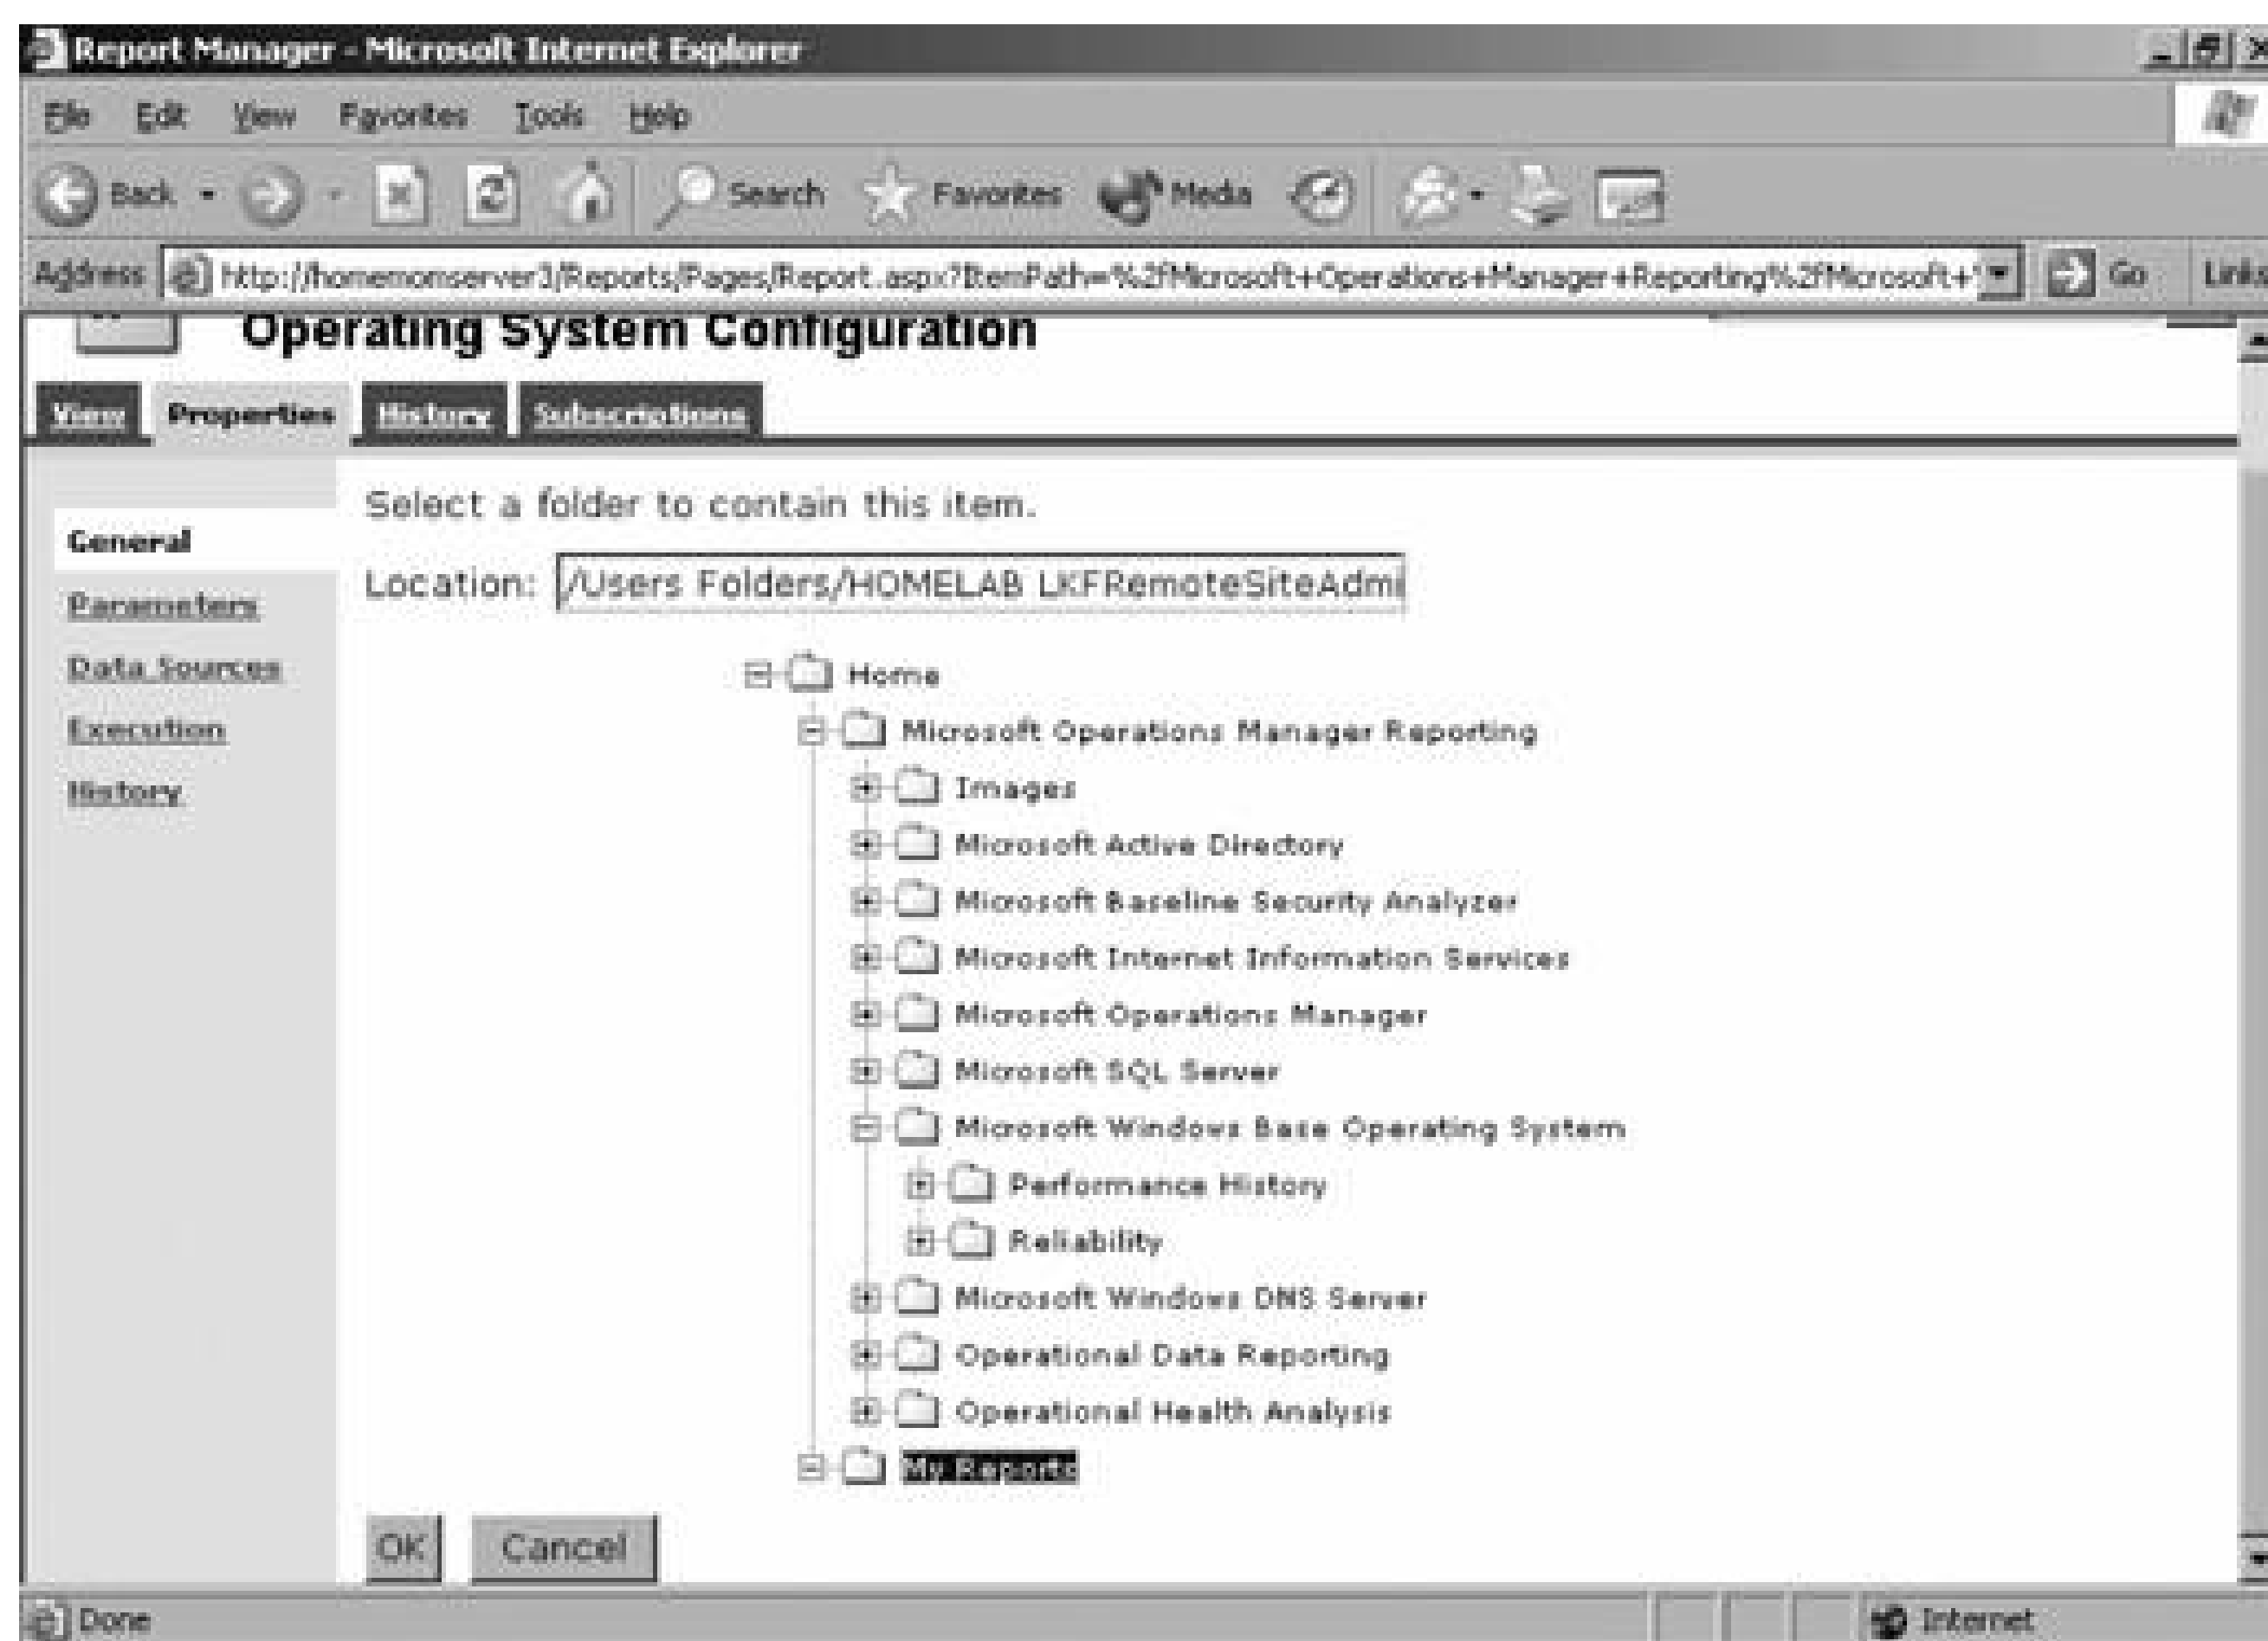 Report Manager - Microsoft Internet Explorer
File Edit View Favorites Tools Help
Back Search Favorites Media
Address http://homemomserver3/Reports/Pages/Report.aspx?ItemPath=%2fMicrosoft+Operations+Manager+Reporting%2fMicrosoft+ Go Links
Operating System Configuration
View Properties History Subscriptions
Select a folder to contain this item.
General
Location: /Users Folders/HOMELAB LKFRemoteSiteAdmi
Parameters
Data Sources
Execution
History
Home
Microsoft Operations Manager Reporting
Images
Microsoft Active Directory
Microsoft Baseline Security Analyzer
Microsoft Internet Information Services
Microsoft Operations Manager
Microsoft SQL Server
Microsoft Windows Base Operating System
Performance History
Reliability
Microsoft Windows DNS Server
Operational Data Reporting
Operational Health Analysis
My Reports
OK Cancel
Done Internet